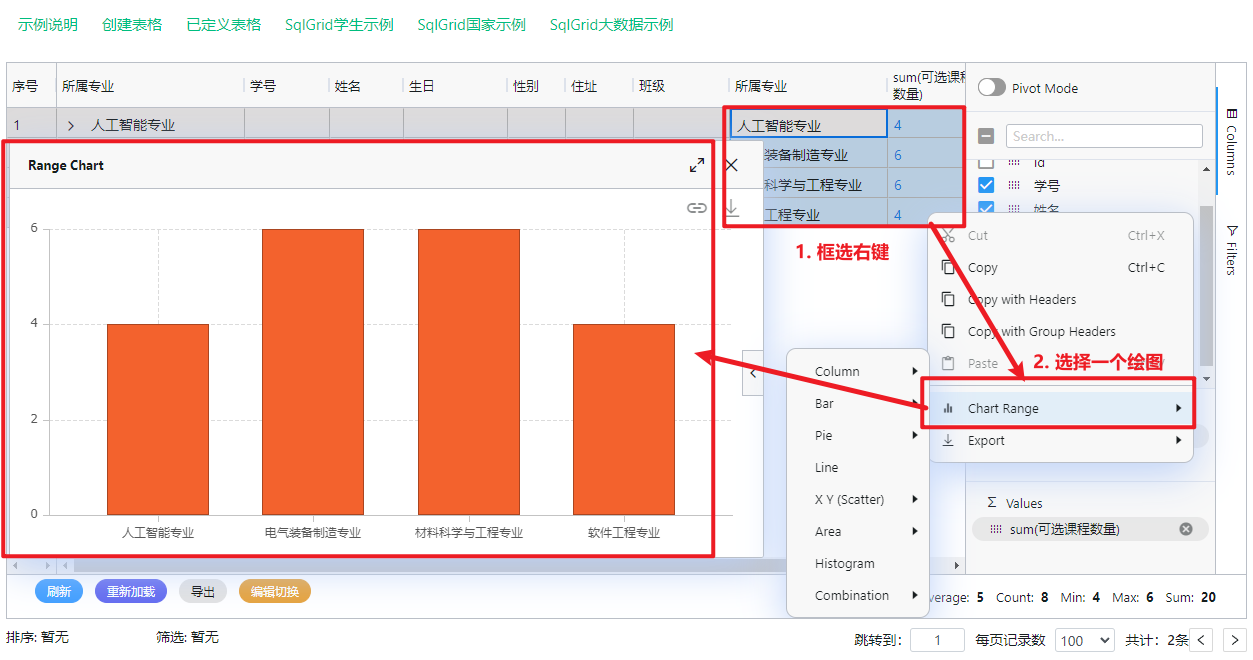 示例说明 创建表格 已定义表格 SqlGrid学生示例 SqlGrid国家示例 SqlGrid大数据示例
序号 所属专业 学号 姓名 生日 性别 住址 班级 所属专业 sum(可选课程
数量)
Pivot Mode
1 人工智能专业 人工智能专业 4
Search...
Range Chart
装备制造专业 6
Id
科学与工程专业 6
学号
工程专业 4
姓名
Columns
Filters
1. 框选右键
Cut Ctrl+X
Copy Ctrl+C
Copy with Headers
Copy with Group Headers
Paste
2. 选择一个绘图
Chart Range
Export
Column
Bar
Pie
Line
X Y (Scatter)
Area
Histogram
Combination
6
4
2
0
人工智能专业 电气装备制造专业 材料科学与工程专业 软件工程专业
Σ Values
sum(可选课程数量)
刷新 重新加载 导出 编辑切换
verage: 5 Count: 8 Min: 4 Max: 6 Sum: 20
排序: 暂无 筛选: 暂无
跳转到: 1 每页记录数 100 共计: 2条